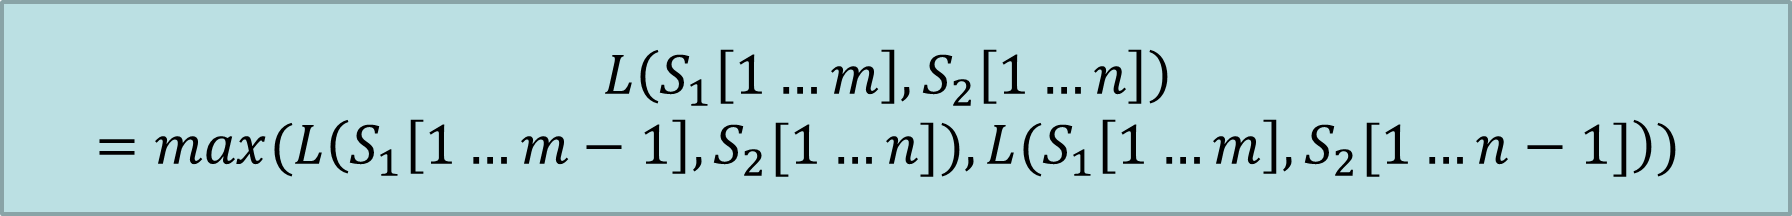 L(S₁[1 … m], S₂[1 … n])
= max(L(S₁[1 … m − 1], S₂[1 … n]), L(S₁[1 … m], S₂[1 … n − 1]))